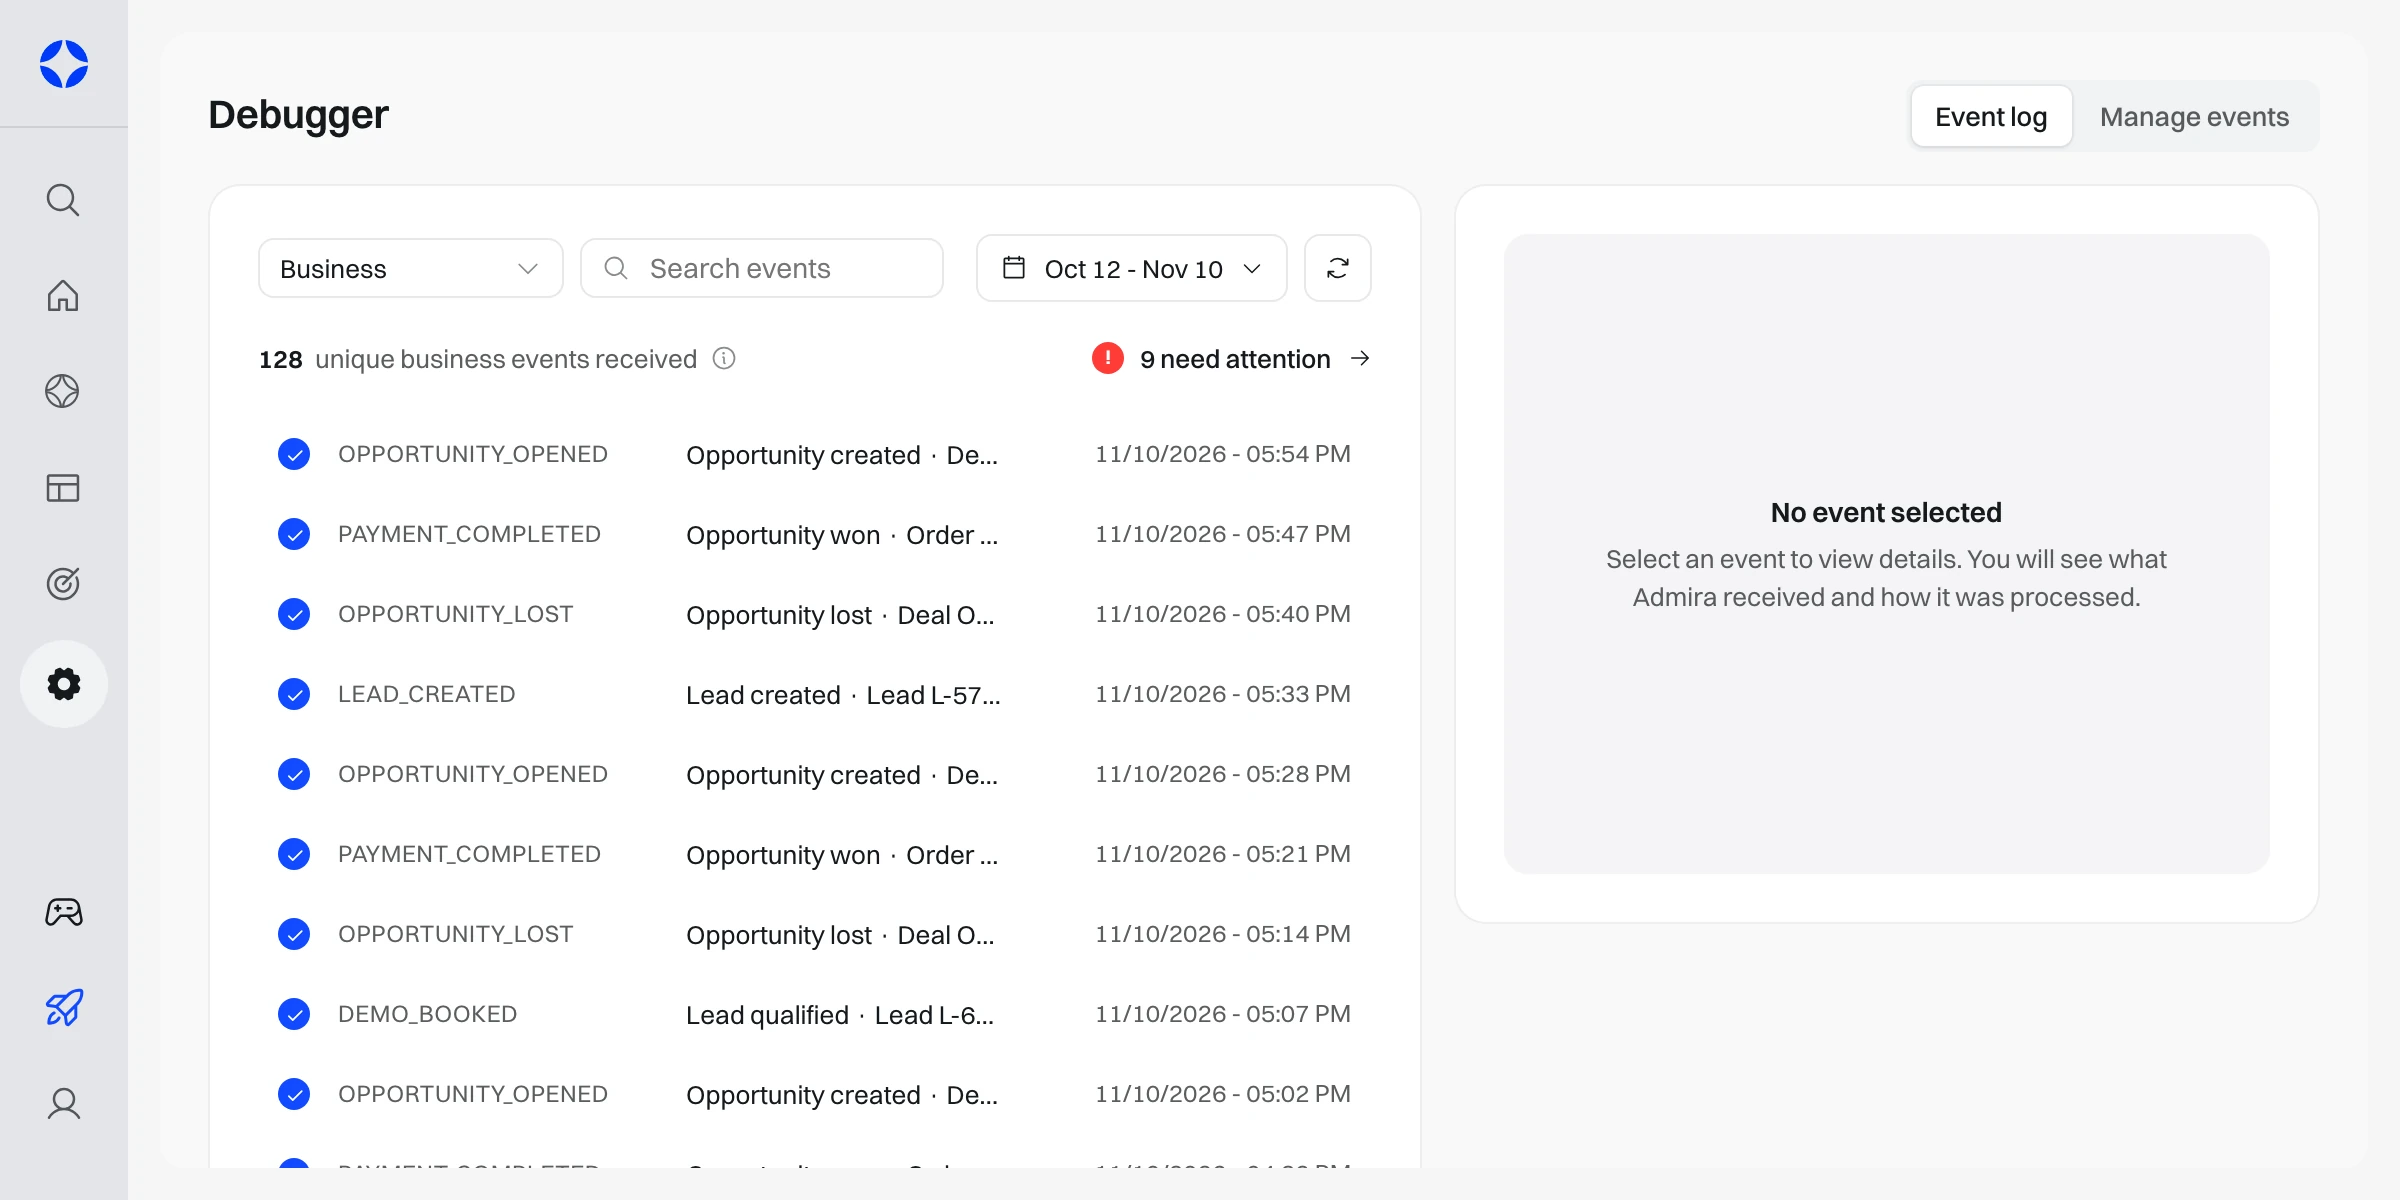 Debugger
Event log
Manage events
Business
Search events
Oct 12 - Nov 10
128 unique business events received
9 need attention
OPPORTUNITY_OPENED Opportunity created · De... 11/10/2026 - 05:54 PM
PAYMENT_COMPLETED Opportunity won · Order ... 11/10/2026 - 05:47 PM
OPPORTUNITY_LOST Opportunity lost · Deal O... 11/10/2026 - 05:40 PM
LEAD_CREATED Lead created · Lead L-57... 11/10/2026 - 05:33 PM
OPPORTUNITY_OPENED Opportunity created · De... 11/10/2026 - 05:28 PM
PAYMENT_COMPLETED Opportunity won · Order ... 11/10/2026 - 05:21 PM
OPPORTUNITY_LOST Opportunity lost · Deal O... 11/10/2026 - 05:14 PM
DEMO_BOOKED Lead qualified · Lead L-6... 11/10/2026 - 05:07 PM
OPPORTUNITY_OPENED Opportunity created · De... 11/10/2026 - 05:02 PM
No event selected
Select an event to view details. You will see what
Admira received and how it was processed.